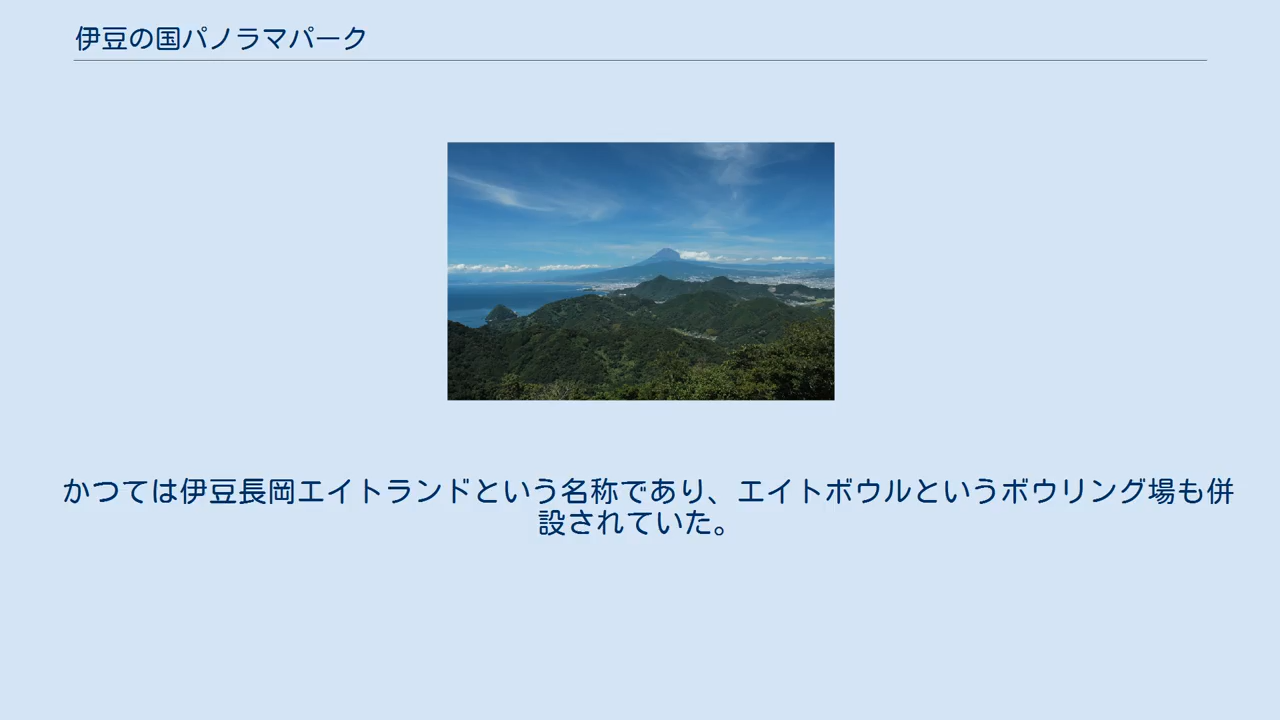 伊豆の国パノラマパーク
かつては伊豆長岡エイトランドという名称であり、エイトボウルというボウリング場も併
設されていた。